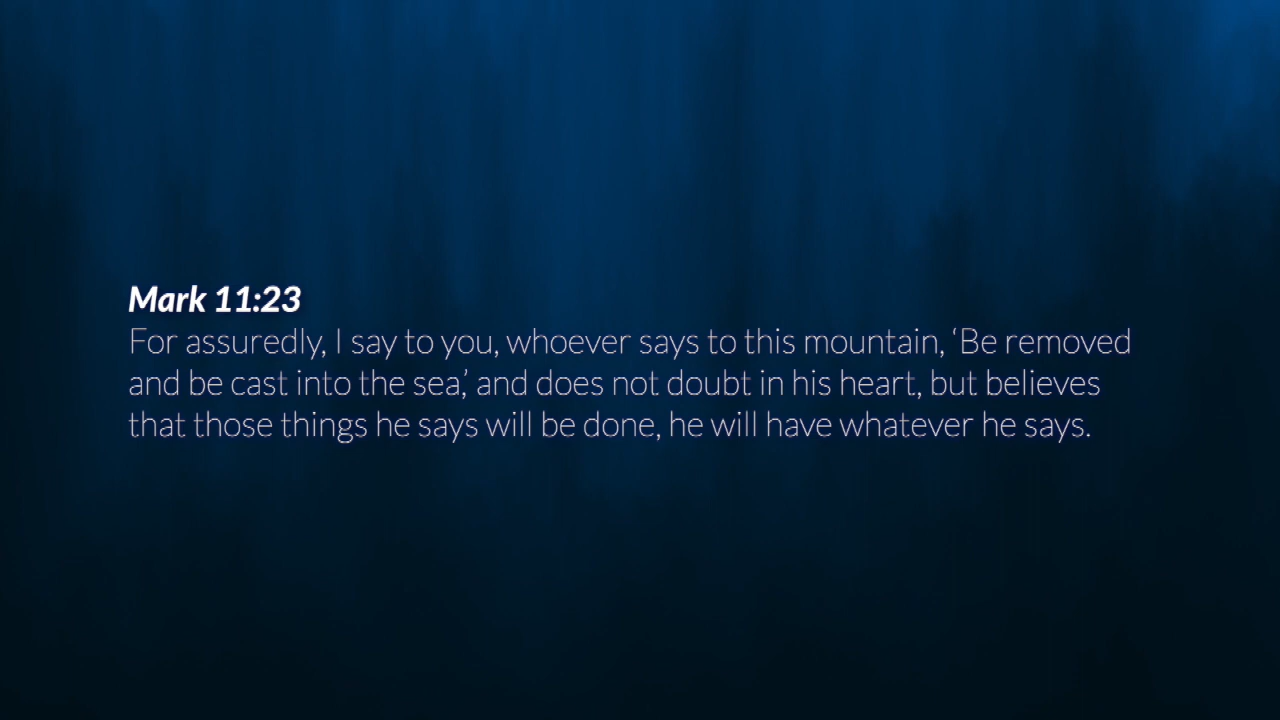 Mark 11:23
For assuredly, I say to you, whoever says to this mountain, ‘Be removed
and be cast into the sea,’ and does not doubt in his heart, but believes
that those things he says will be done, he will have whatever he says.